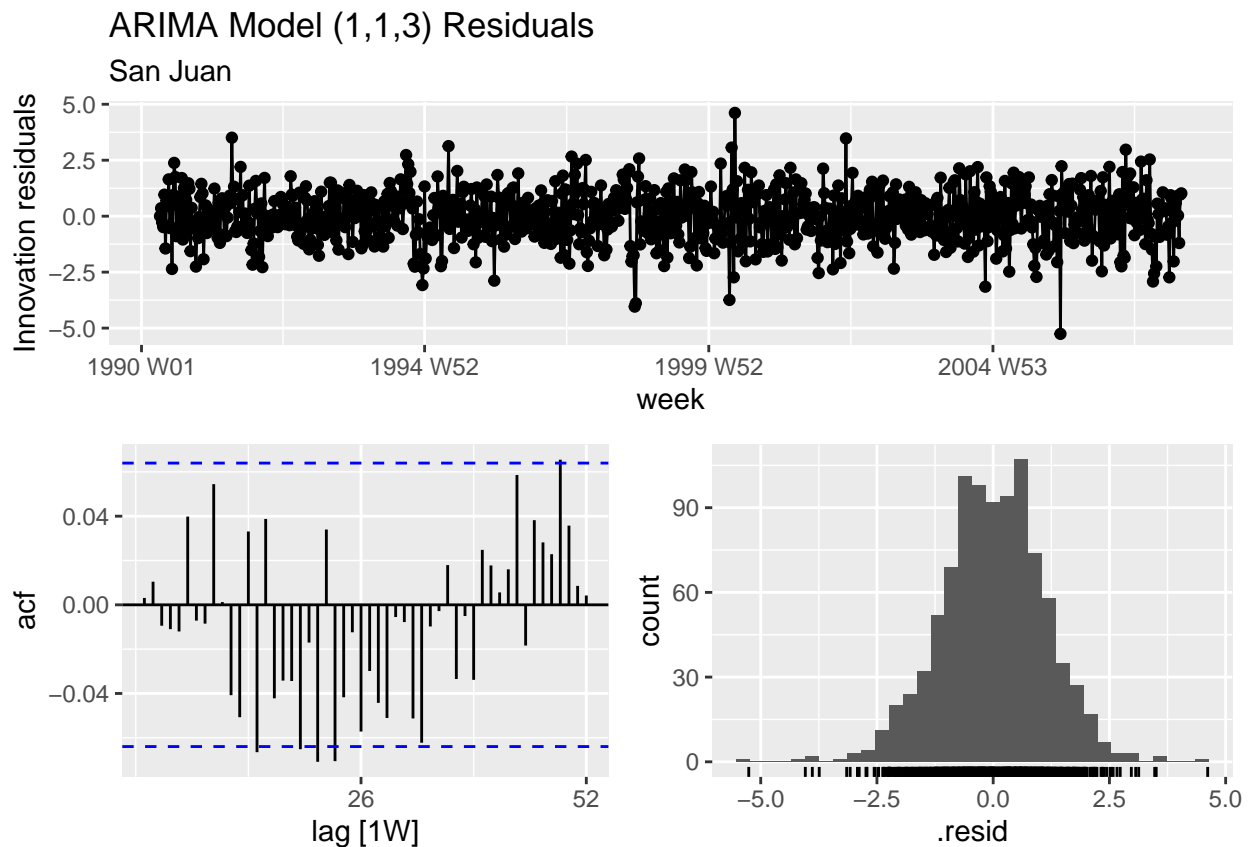 ARIMA Model (1,1,3) Residuals
San Juan
Innovation residuals
5.0
2.5
0.0
−2.5
−5.0
1990 W01
1994 W52
1999 W52
2004 W53
week
acf
0.04
0.00
−0.04
26
52
lag [1W]
count
90
60
30
0
−5.0
−2.5
0.0
2.5
5.0
.resid